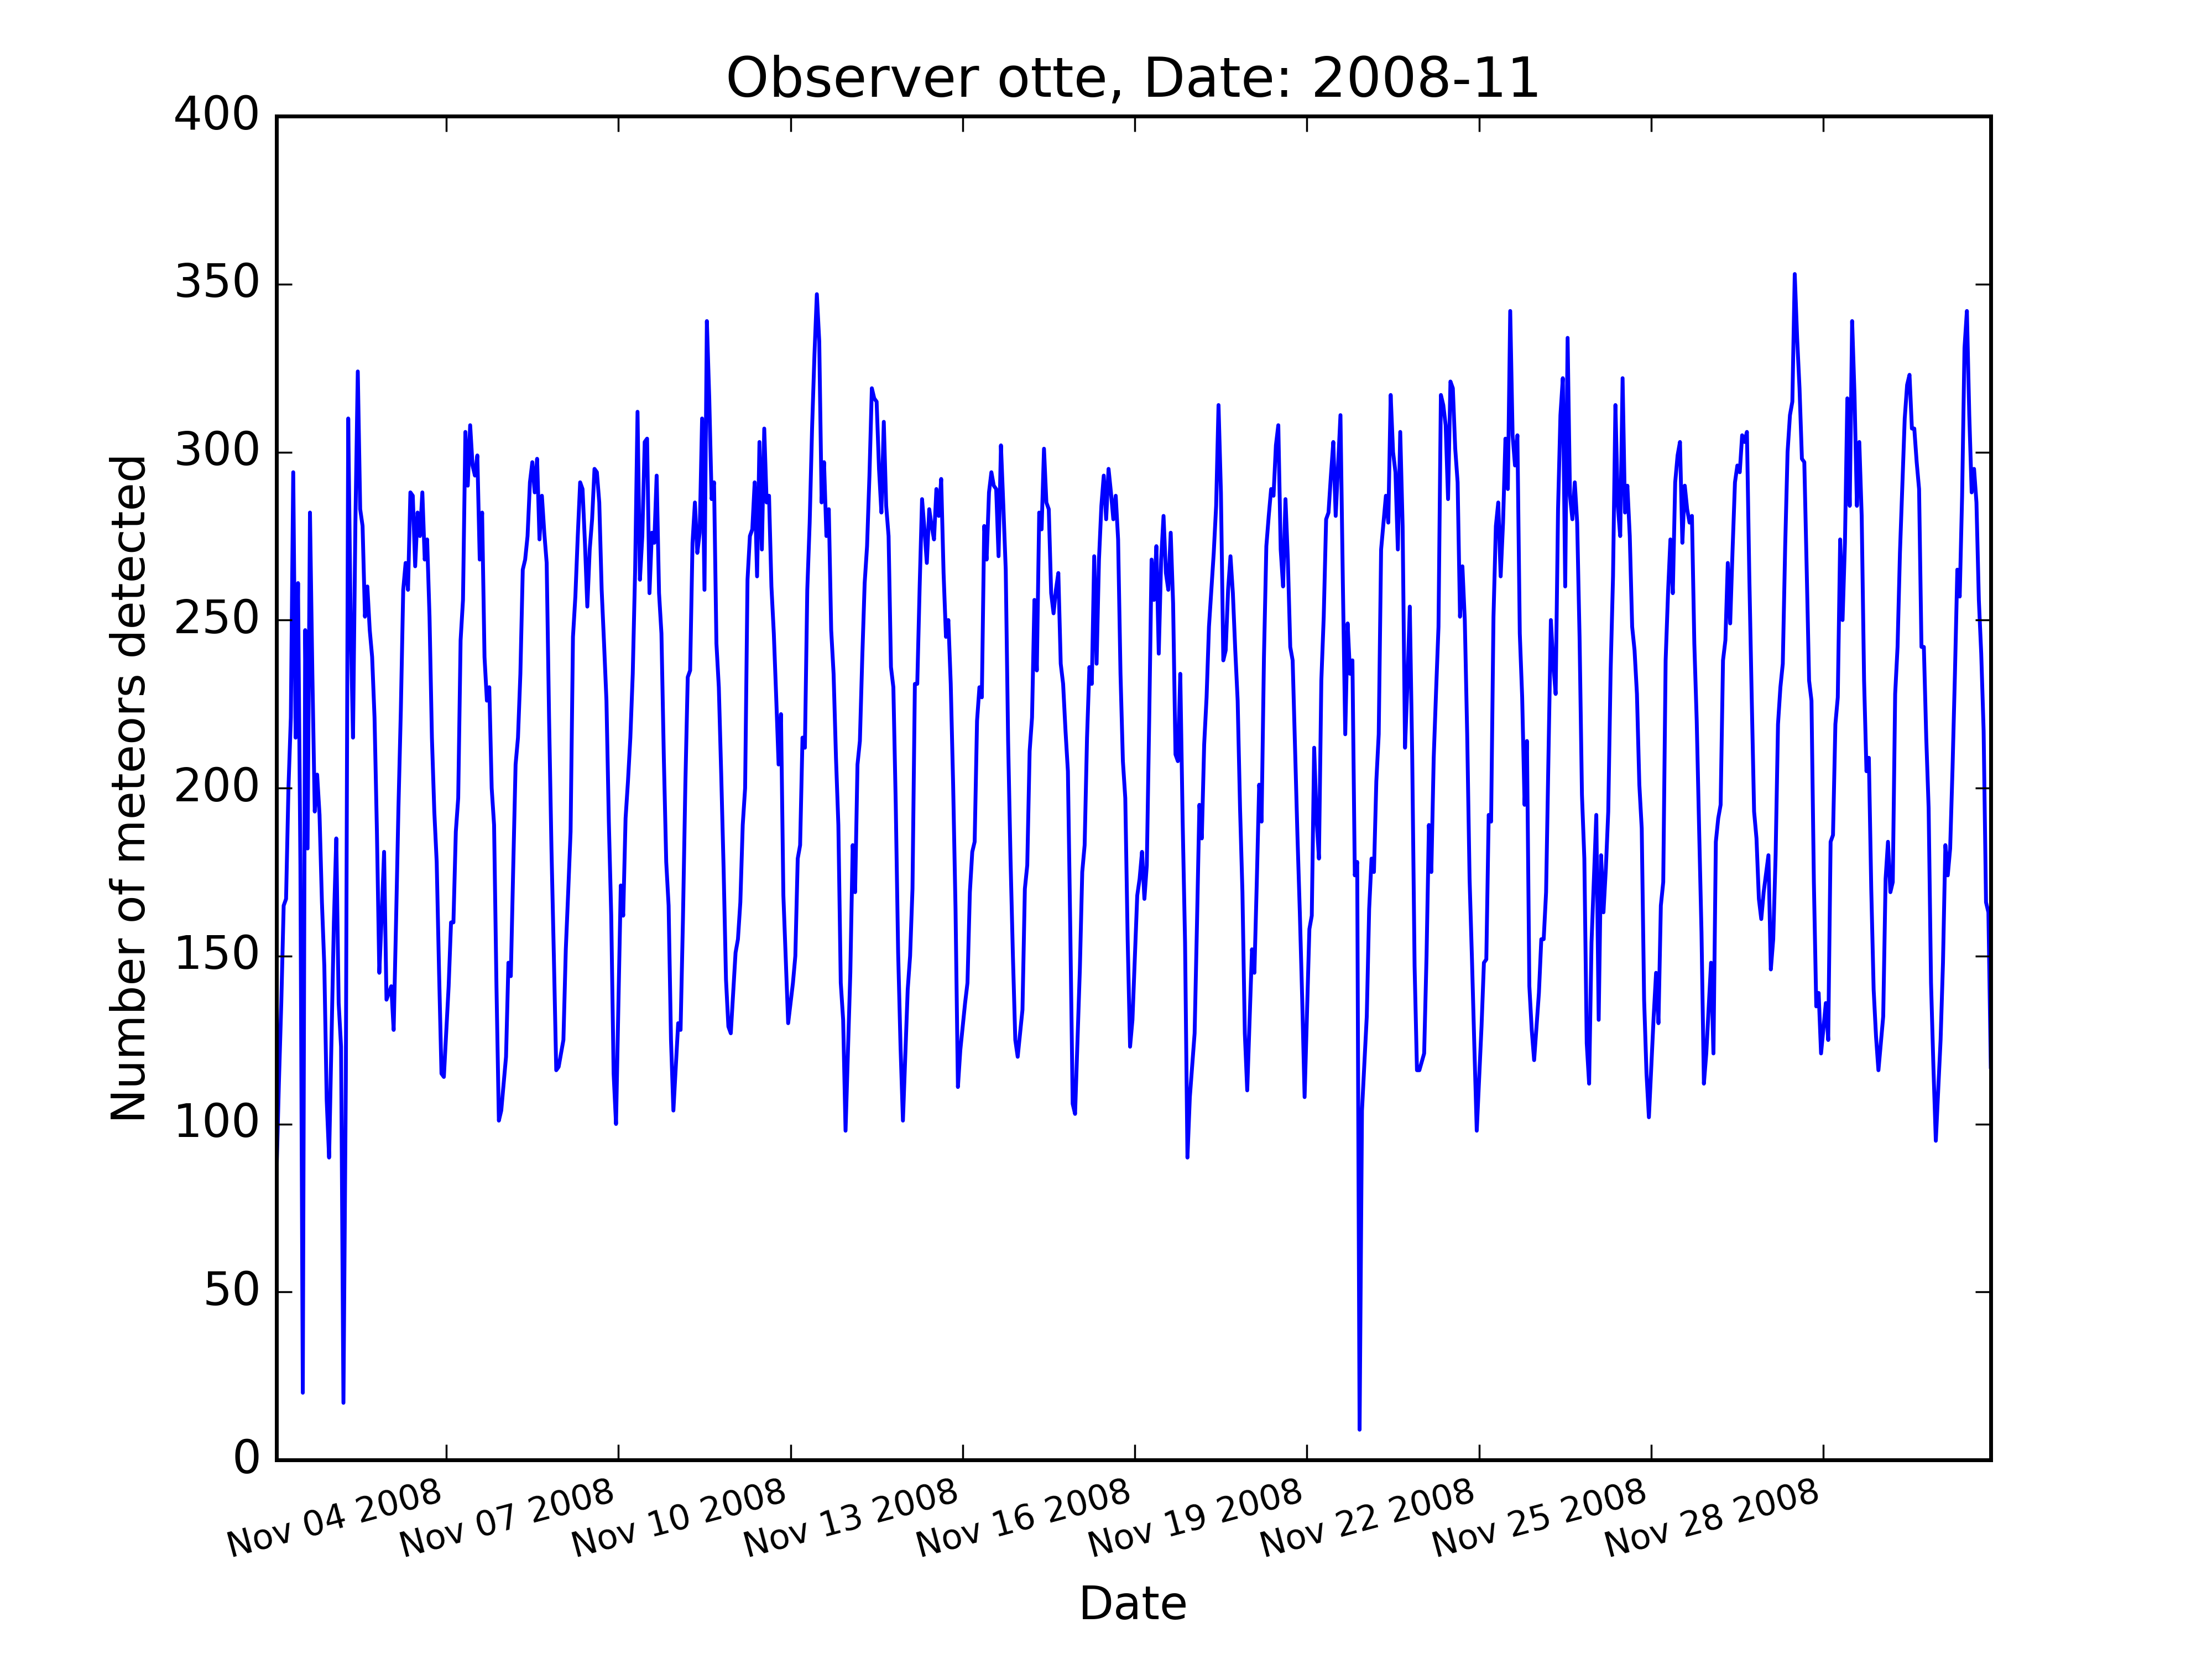 Observer otte, Date: 2008-11
400
350
300
250
200
150
100
50
0
Number of meteors detected
Nov 04 2008
Nov 07 2008
Nov 10 2008
Nov 13 2008
Nov 16 2008
Nov 19 2008
Nov 22 2008
Nov 25 2008
Nov 28 2008
Date